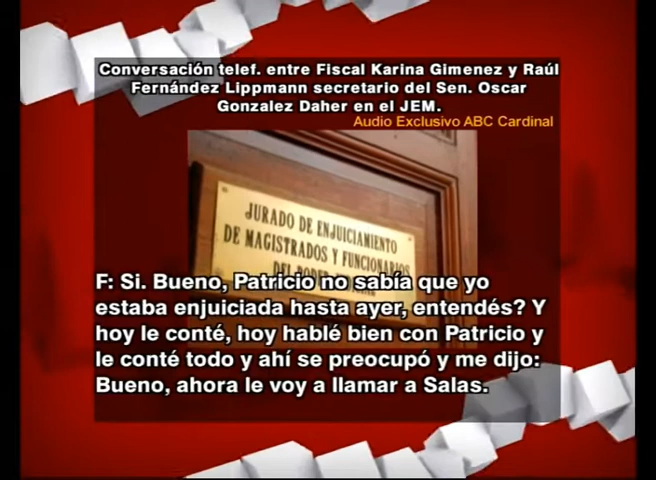 Conversación telef. entre Fiscal Karina Gimenez y Raúl
Fernández Lippmann secretario del Sen. Oscar
Gonzalez Daher en el JEM.
Audio Exclusivo ABC Cardinal
JURADO DE ENJUICIAMIENTO
DE MAGISTRADOS Y FUNCIONARIOS
DEL PODER
F: Si. Bueno, Patricio no sabía que yo
estaba enjuiciada hasta ayer, entendés? Y
hoy le conté, hoy hablé bien con Patricio y
le conté todo y ahí se preocupó y me dijo:
Bueno, ahora le voy a llamar a Salas.